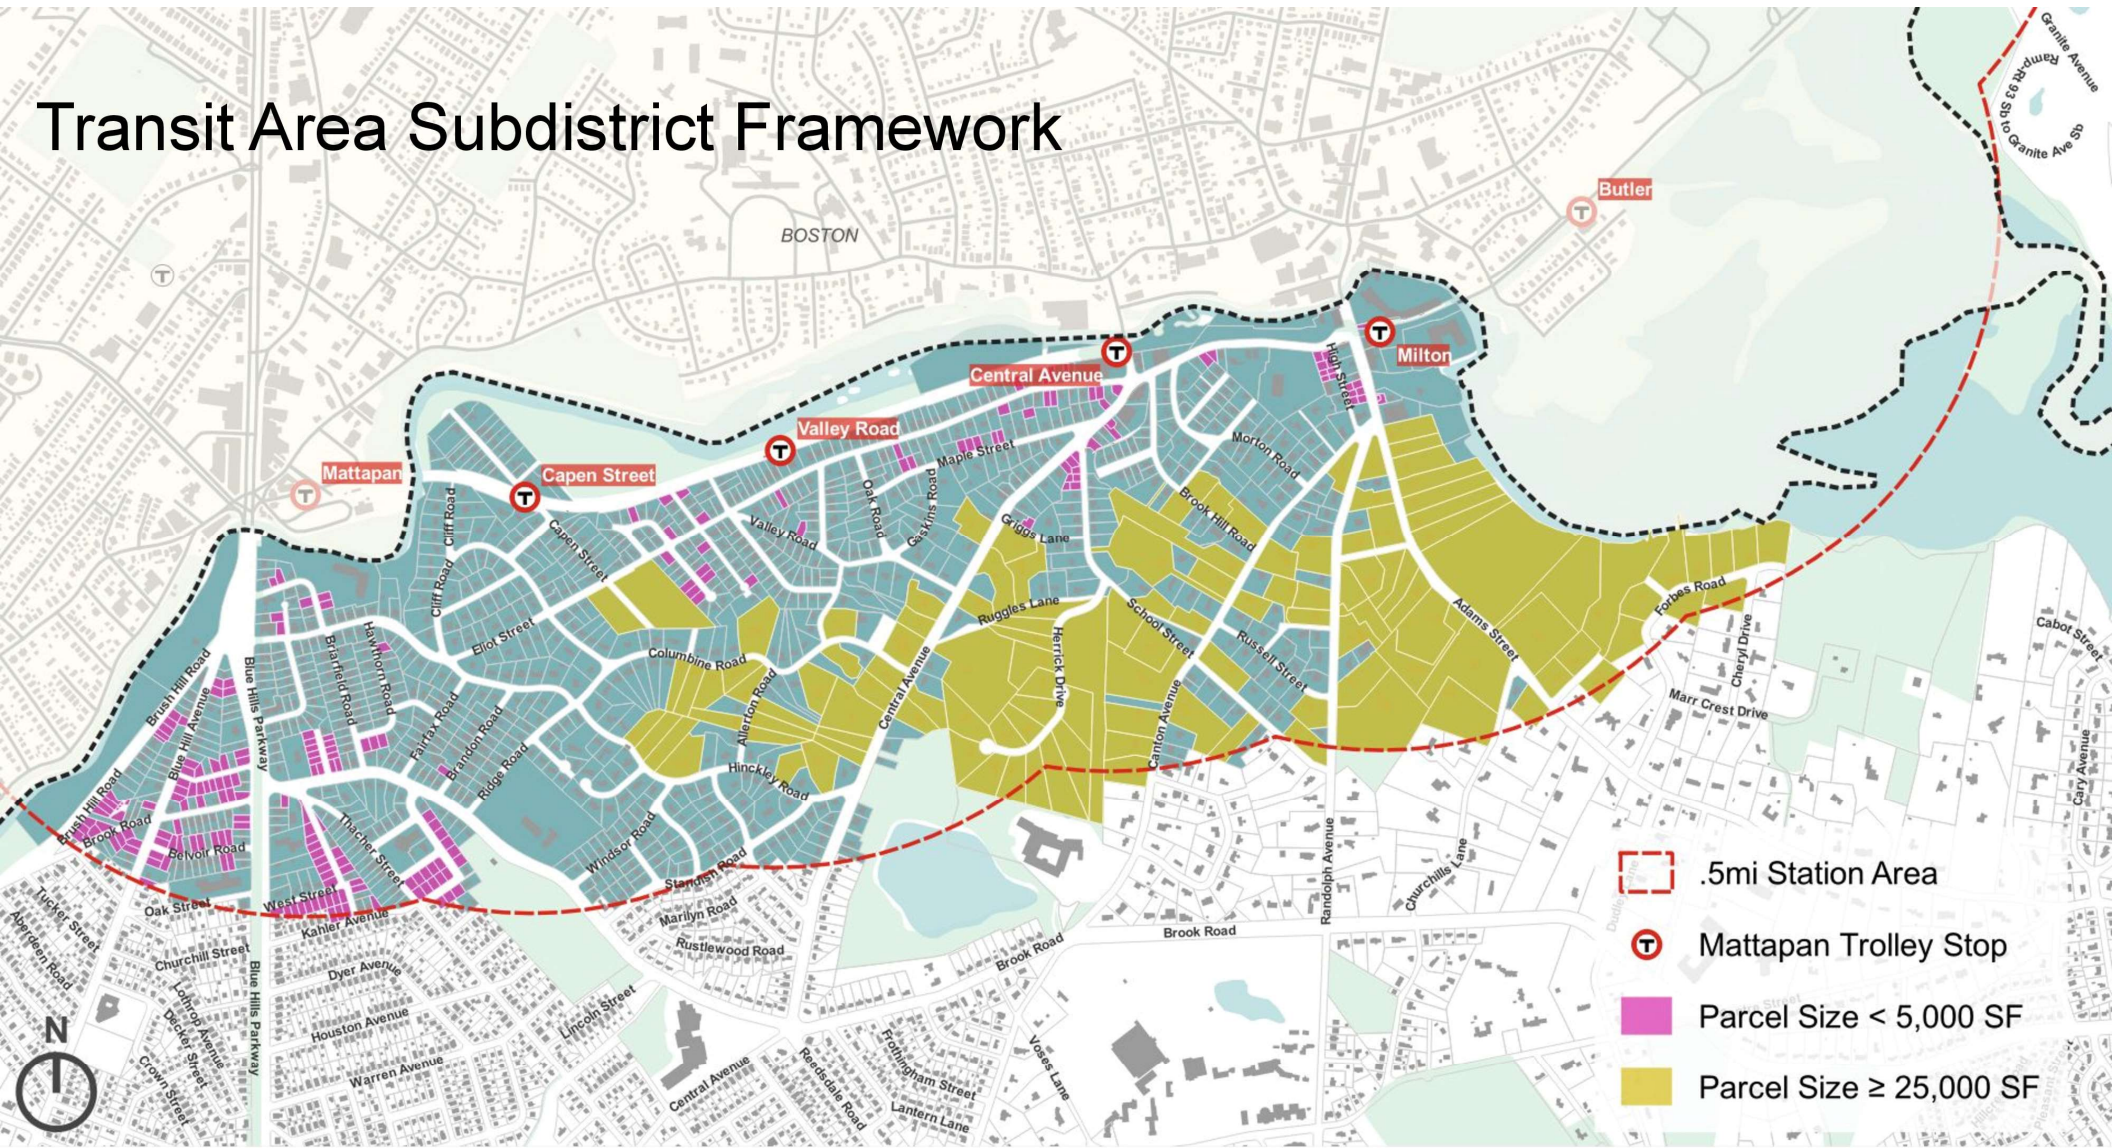 Transit Area Subdistrict Framework
Granite Avenue
Ramp-Rt 93 Sb to Granite Ave Sb
Butler
BOSTON
Milton
High Street
Central Avenue
Valley Road
Maple Street
Morton Road
Mattapan
Capen Street
Cliff Road
Cliff Road
Capen Street
Valley Road
Oak Road
Gaskins Road
Griggs Lane
Brook Hill Road
Ruggles Lane
School Street
Herrick Drive
Russell Street
Adams Street
Forbes Road
Cheryl Drive
Cabot Street
Marr Crest Drive
Cary Avenue
Eliot Street
Columbine Road
Allerton Road
Central Avenue
Canton Avenue
Hinckley Road
Briarfield Road
Hawthorn Road
Fairfax Road
Brandon Road
Ridge Road
Brush Hill Road
Blue Hill Avenue
Blue Hills Parkway
Brush Hill Road
Brook Road
Belvoir Road
Thacher Street
Windsor Road
Standish Road
West Street
Kahler Avenue
Oak Street
Tucker Street
Aberdeen Road
Churchill Street
Lothrop Avenue
Decker Street
Crown Street
Blue Hills Parkway
Dyer Avenue
Houston Avenue
Warren Avenue
Lincoln Street
Marilyn Road
Rustlewood Road
Central Avenue
Reedsdale Road
Frothingham Street
Lantern Lane
Voses Lane
Brook Road
Brook Road
Randolph Avenue
Churchills Lane
.5mi Station Area
Mattapan Trolley Stop
Parcel Size < 5,000 SF
Parcel Size ≥ 25,000 SF
N